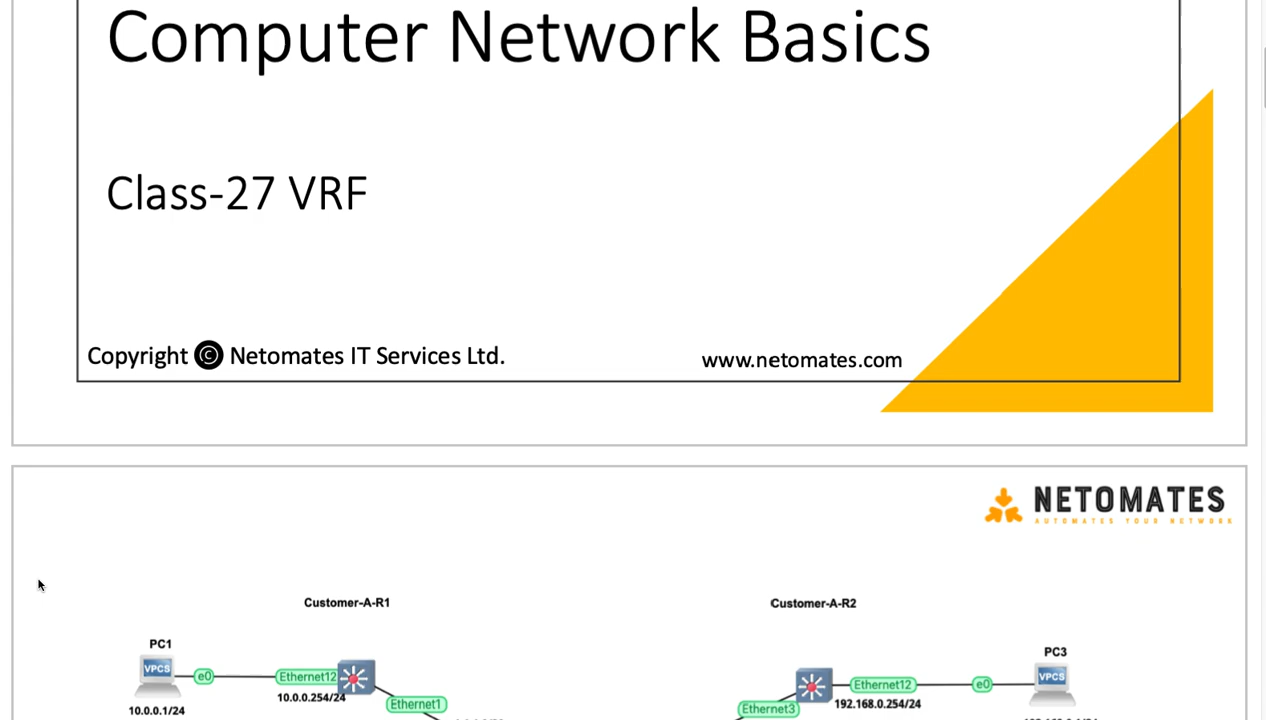 Computer Network Basics
Class-27 VRF
Copyright © Netomates IT Services Ltd.
www.netomates.com
NETOMATES
AUTOMATES YOUR NETWORK
Customer-A-R1
Customer-A-R2
PC1
PC3
VPCS
e0
Ethernet12
VPCS
e0
Ethernet12
10.0.0.254/24
192.168.0.254/24
10.0.0.1/24
Ethernet1
Ethernet3